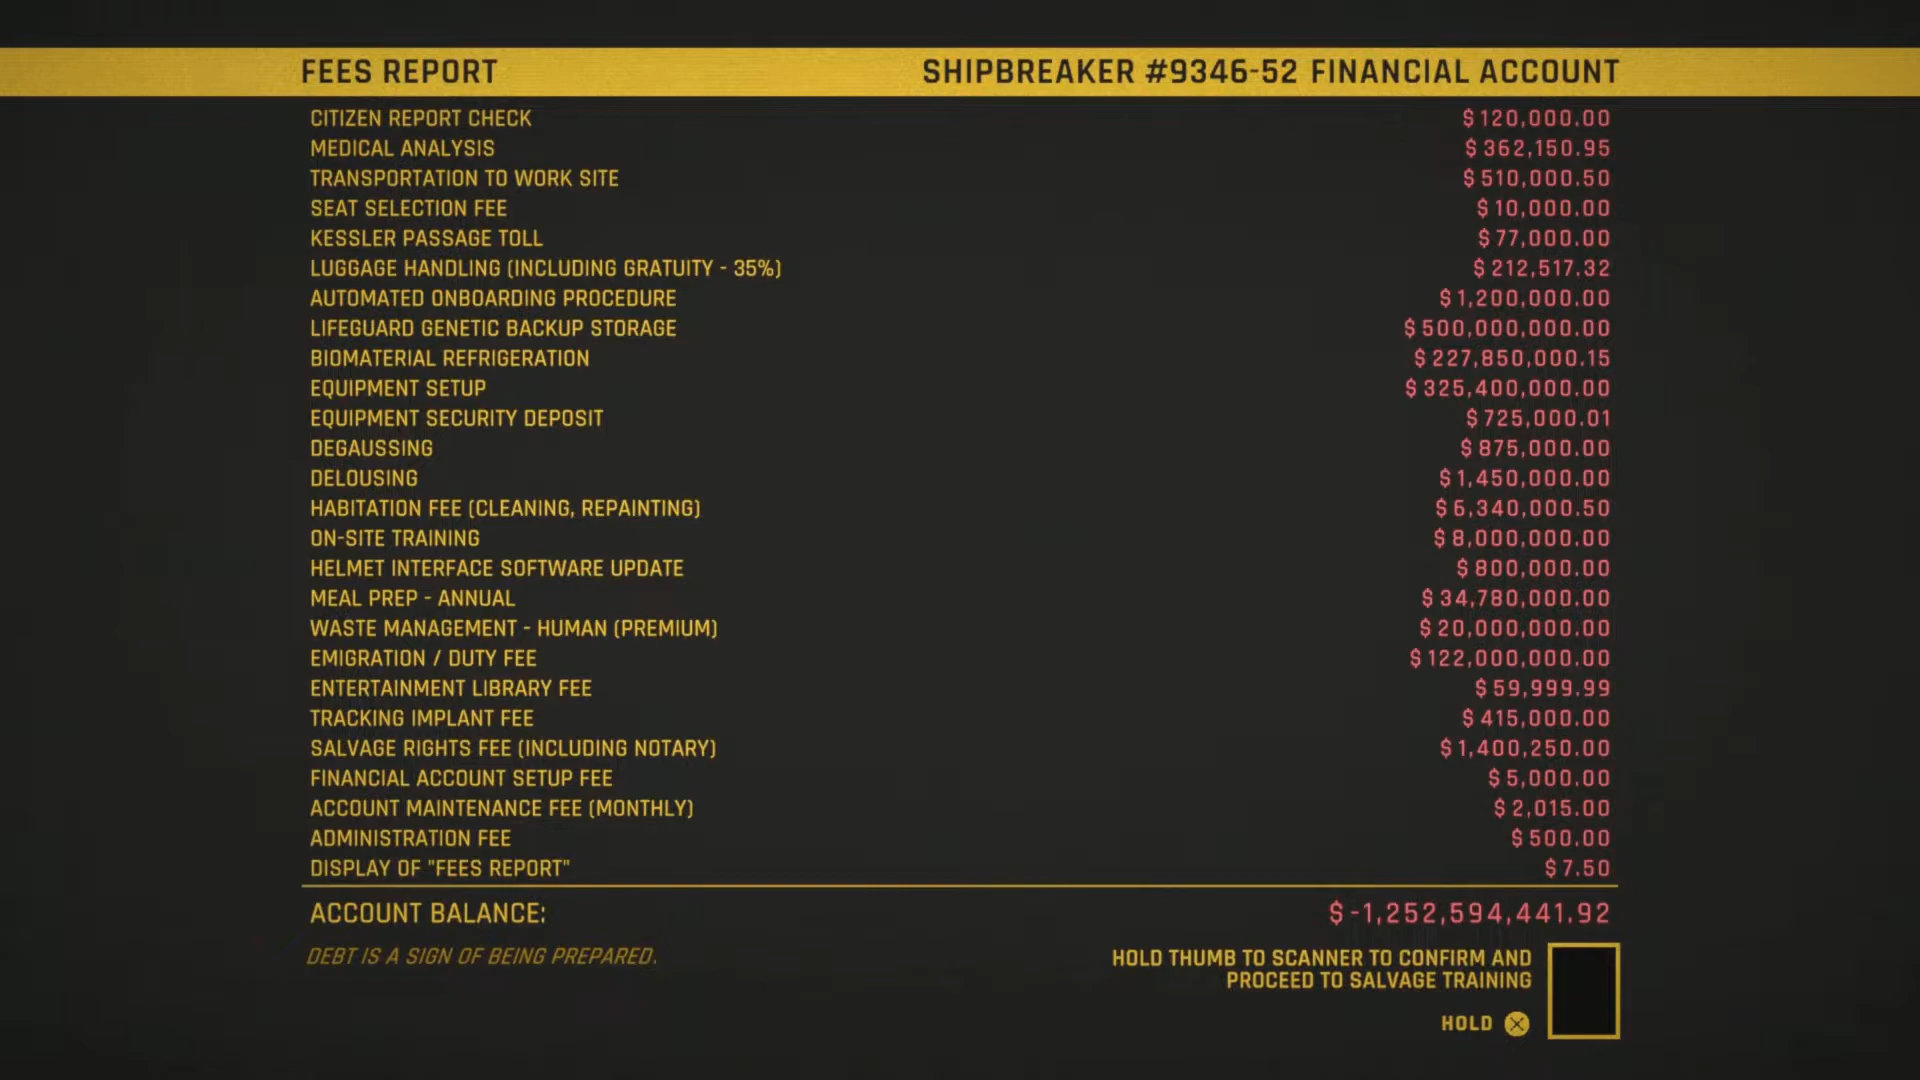 FEES REPORT SHIPBREAKER #9346-52 FINANCIAL ACCOUNT
CITIZEN REPORT CHECK $120,000.00
MEDICAL ANALYSIS $362,150.95
TRANSPORTATION TO WORK SITE $510,000.50
SEAT SELECTION FEE $10,000.00
KESSLER PASSAGE TOLL $77,000.00
LUGGAGE HANDLING (INCLUDING GRATUITY - 35%) $212,517.32
AUTOMATED ONBOARDING PROCEDURE $1,200,000.00
LIFEGUARD GENETIC BACKUP STORAGE $500,000,000.00
BIOMATERIAL REFRIGERATION $227,850,000.15
EQUIPMENT SETUP $325,400,000.00
EQUIPMENT SECURITY DEPOSIT $725,000.01
DEGAUSSING $875,000.00
DELOUSING $1,450,000.00
HABITATION FEE (CLEANING, REPAINTING) $6,340,000.50
ON-SITE TRAINING $8,000,000.00
HELMET INTERFACE SOFTWARE UPDATE $800,000.00
MEAL PREP - ANNUAL $34,780,000.00
WASTE MANAGEMENT - HUMAN (PREMIUM) $20,000,000.00
EMIGRATION / DUTY FEE $122,000,000.00
ENTERTAINMENT LIBRARY FEE $59,999.99
TRACKING IMPLANT FEE $415,000.00
SALVAGE RIGHTS FEE (INCLUDING NOTARY) $1,400,250.00
FINANCIAL ACCOUNT SETUP FEE $5,000.00
ACCOUNT MAINTENANCE FEE (MONTHLY) $2,015.00
ADMINISTRATION FEE $500.00
DISPLAY OF "FEES REPORT" $7.50
ACCOUNT BALANCE: $-1,252,594,441.92
DEBT IS A SIGN OF BEING PREPARED.
HOLD THUMB TO SCANNER TO CONFIRM AND
PROCEED TO SALVAGE TRAINING
HOLD